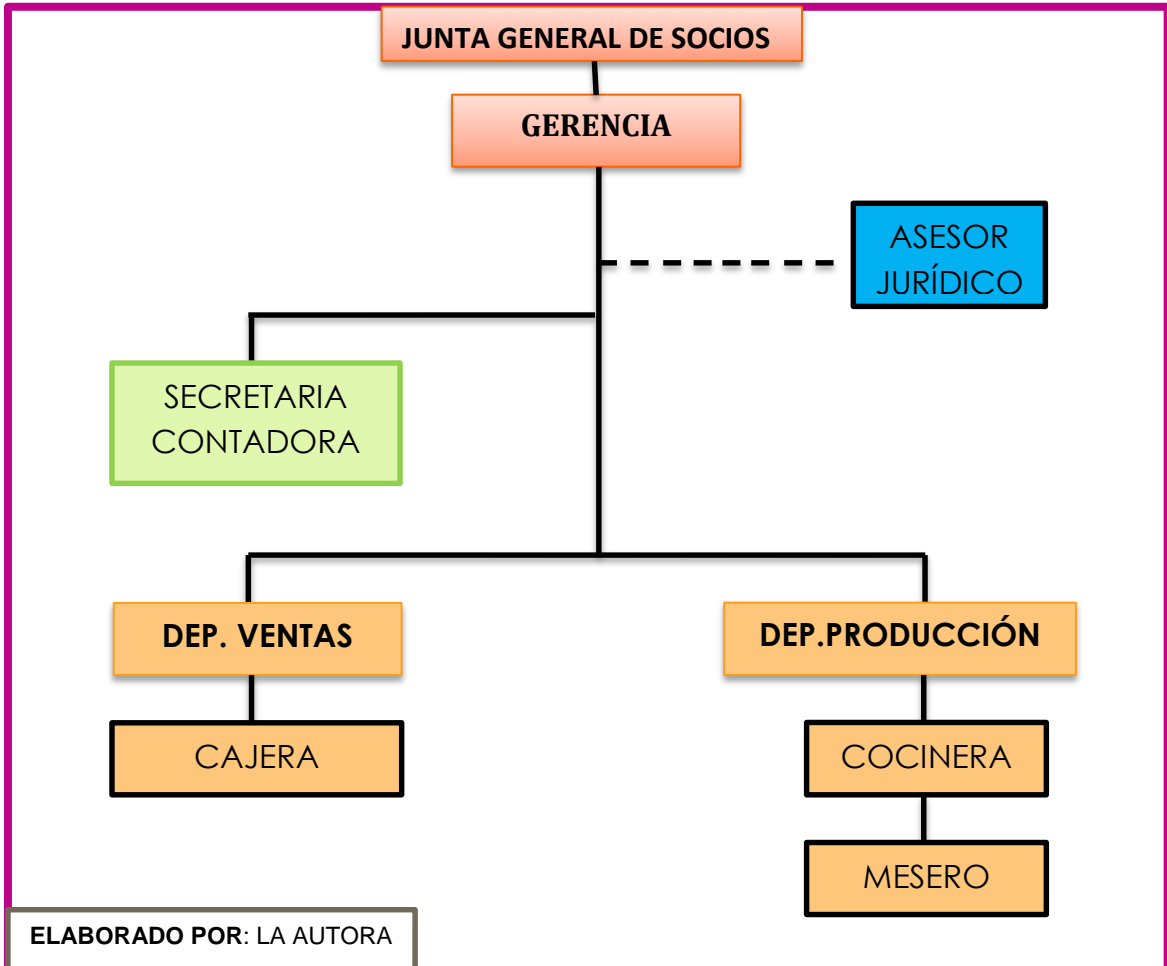 JUNTA GENERAL DE SOCIOS
GERENCIA
ASESOR
JURÍDICO
SECRETARIA
CONTADORA
DEP. VENTAS
DEP.PRODUCCIÓN
CAJERA
COCINERA
MESERO
ELABORADO POR: LA AUTORA